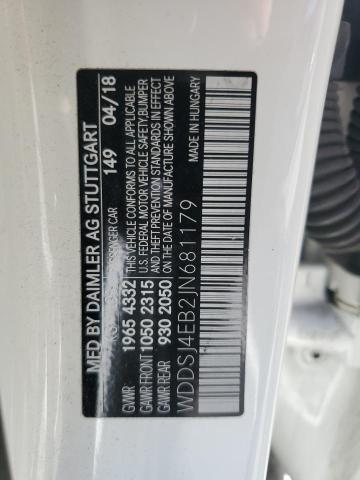 MFD BY DAIMLER AG STUTTGART
149 04/18
PASSENGER CAR
GVWR 1965 4332 THIS VEHICLE CONFORMS TO ALL APPLICABLE
GAWR FRONT 1050 2315 U.S. FEDERAL MOTOR VEHICLE SAFETY, BUMPER
GAWR REAR 930 2050 AND THEFT PREVENTION STANDARDS IN EFFECT ON THE DATE OF MANUFACTURE SHOWN ABOVE
WDDSJ4EB2JN681179 MADE IN HUNGARY